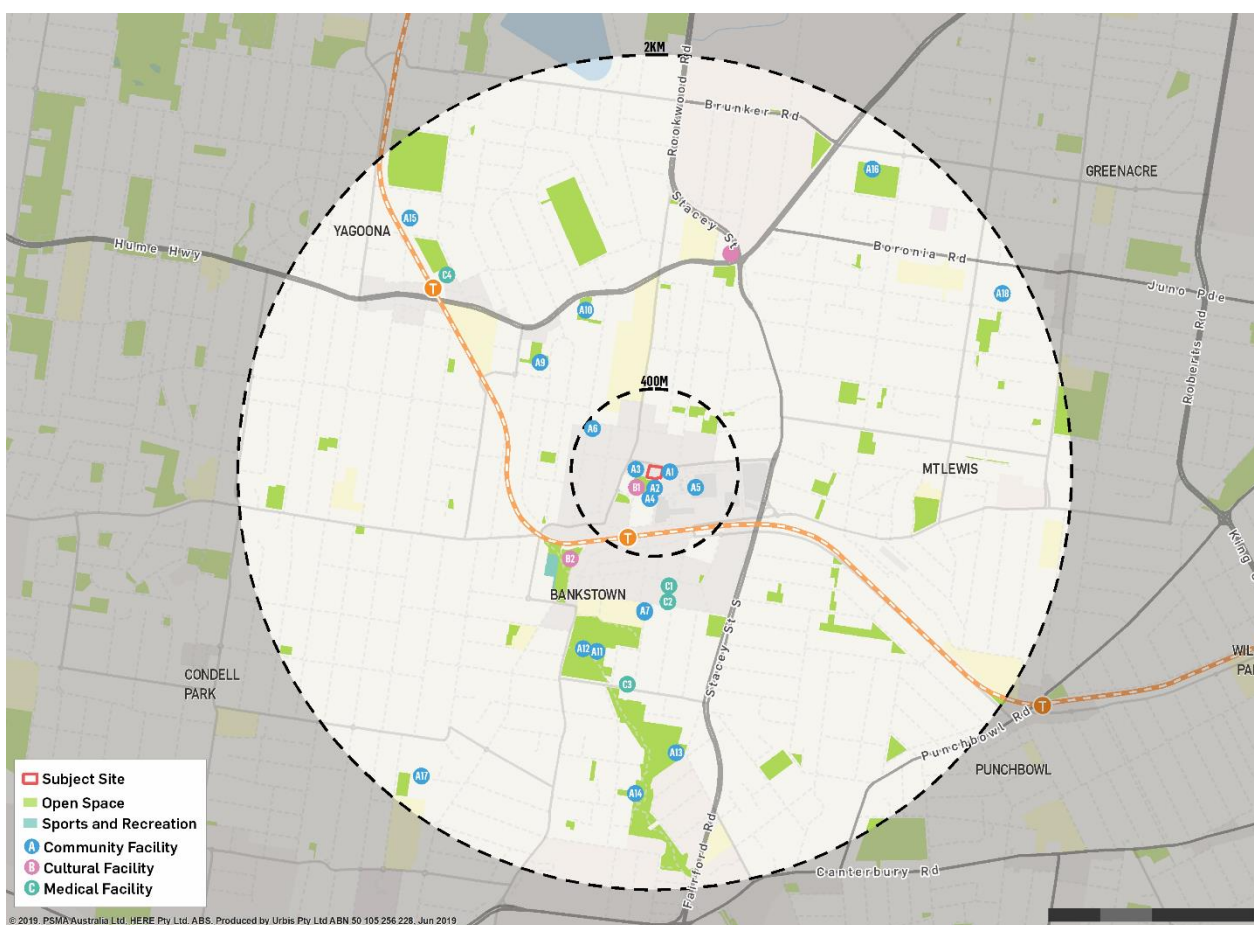 2KM
Rookwood Rd
Brunker Rd
GREENACRE
A16
Stacey St
A15
YAGOONA
Hume Hwy
Boronia Rd
C4
T
A18
Juno Pde
A10
Roberts Rd
A9
400M
A6
A3
A1
MT LEWIS
B1
A2
A5
A4
T
B2
C1
BANKSTOWN
C2
A7
Stacey St S
A12
A11
CONDELL
PARK
C3
T
Punchbowl Rd
A13
PUNCHBOWL
A17
A14
Fairford Rd
Canterbury Rd
Subject Site
Open Space
Sports and Recreation
A Community Facility
B Cultural Facility
C Medical Facility
© 2019. PSMA Australia Ltd. HERE Pty Ltd. ABS. Produced by Urbis Pty Ltd ABN 50 105 256 228, Jun 2019